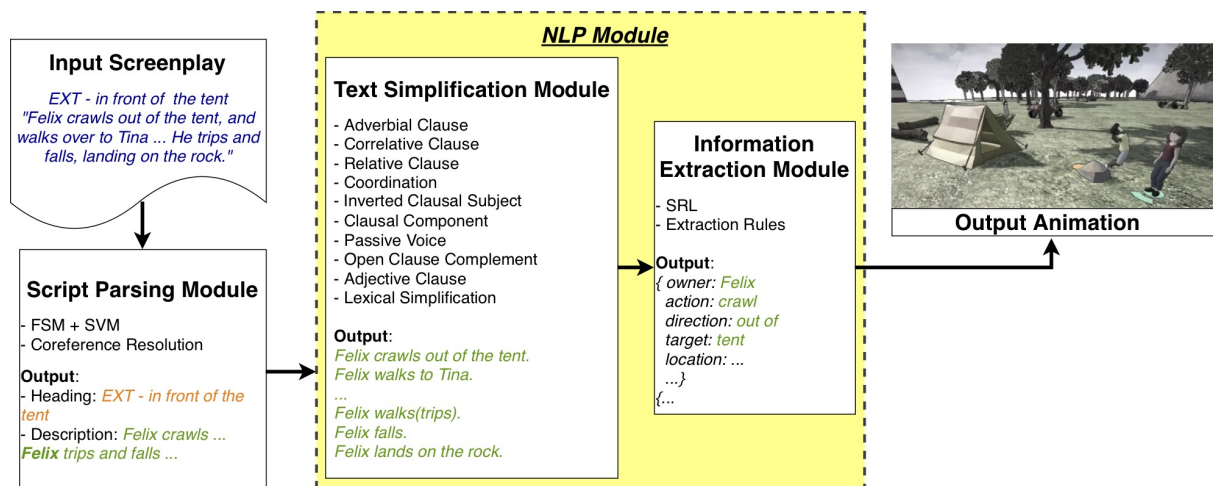 Input Screenplay
EXT - in front of the tent
"Felix crawls out of the tent, and
walks over to Tina ... He trips and
falls, landing on the rock."
Script Parsing Module
- FSM + SVM
- Coreference Resolution
Output:
- Heading: EXT - in front of the
tent
- Description: Felix crawls ...
Felix trips and falls ...
NLP Module
Text Simplification Module
- Adverbial Clause
- Correlative Clause
- Relative Clause
- Coordination
- Inverted Clausal Subject
- Clausal Component
- Passive Voice
- Open Clause Complement
- Adjective Clause
- Lexical Simplification
Output:
Felix crawls out of the tent.
Felix walks to Tina.
...
Felix walks(trips).
Felix falls.
Felix lands on the rock.
Information
Extraction Module
- SRL
- Extraction Rules
Output:
{ owner: Felix
action: crawl
direction: out of
target: tent
location: ...
...}
{...
Output Animation